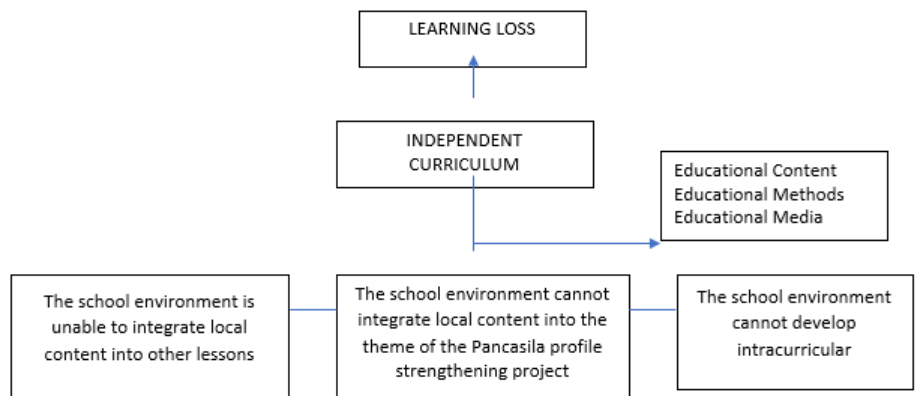 LEARNING LOSS
INDEPENDENT
CURRICULUM
Educational Content
Educational Methods
Educational Media
The school environment is
unable to integrate local
content into other lessons
The school environment cannot
integrate local content into the
theme of the Pancasila profile
strengthening project
The school environment
cannot develop
intracurricular